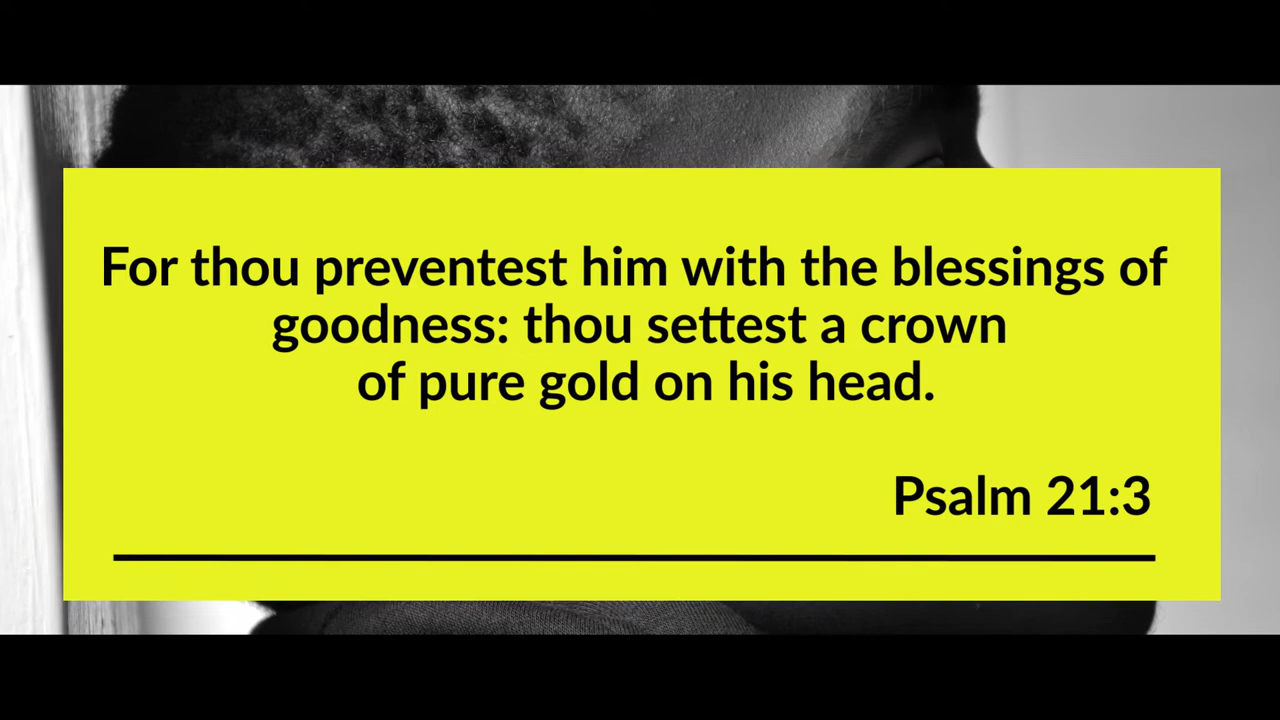 For thou preventest him with the blessings of
goodness: thou settest a crown
of pure gold on his head.
Psalm 21:3